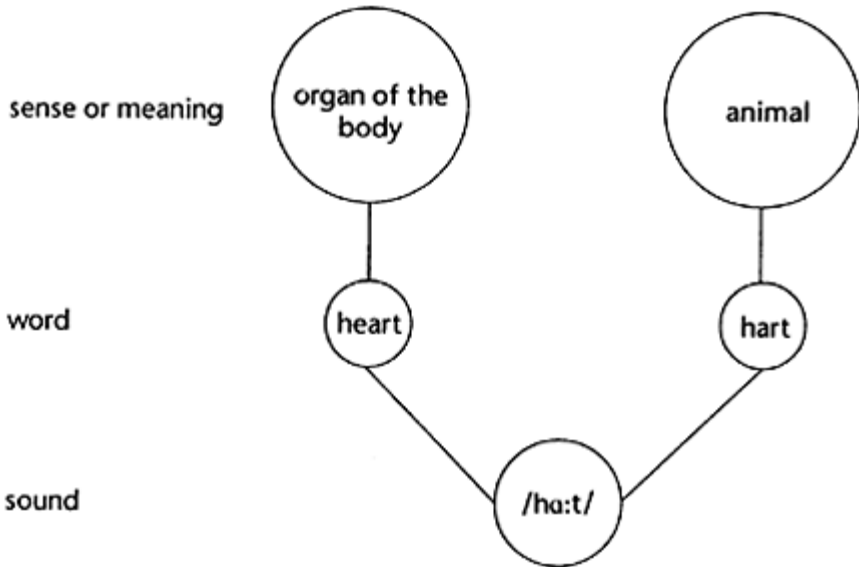 sense or meaning
organ of the
body
animal
word
heart
hart
sound
/hɑ:t/